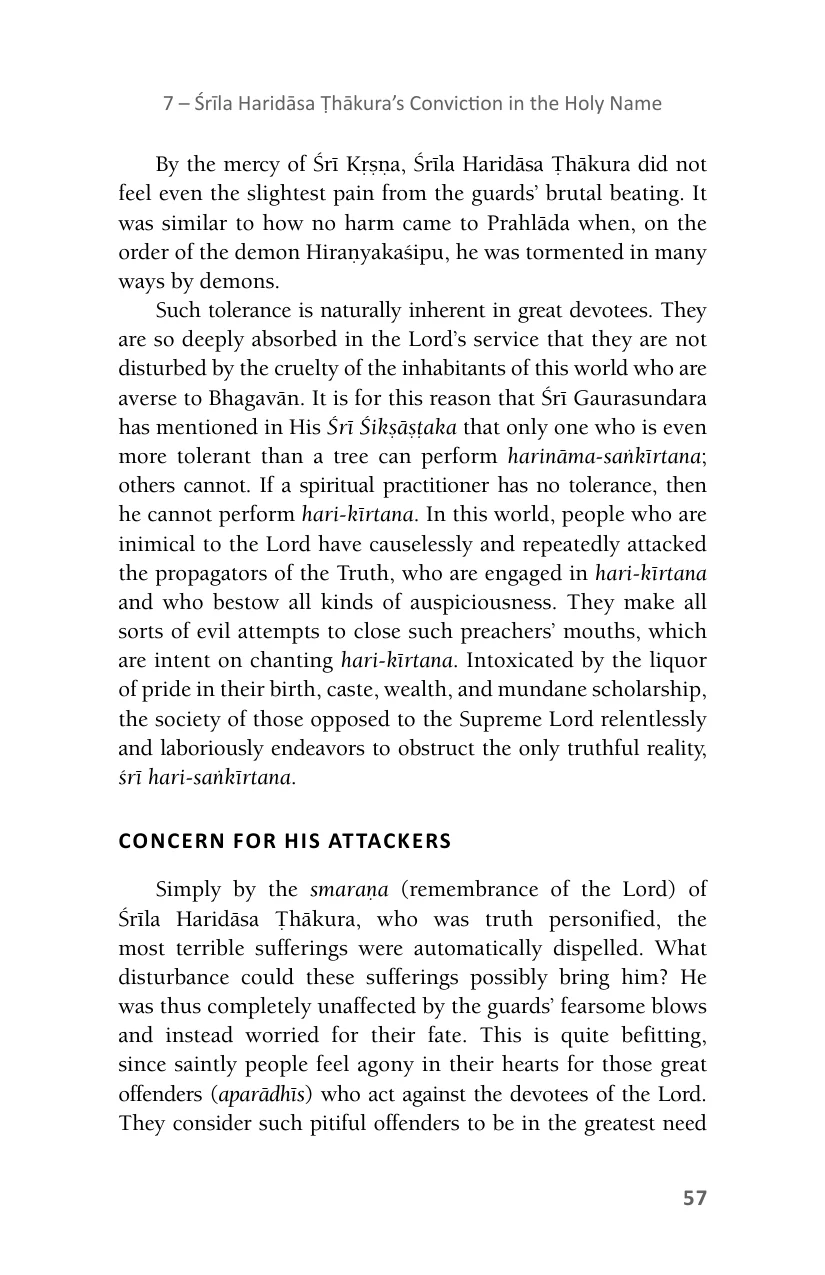 7 – Śrīla Haridāsa Ṭhākura’s Conviction in the Holy Name
By the mercy of Śrī Kṛṣṇa, Śrīla Haridāsa Ṭhākura did not
feel even the slightest pain from the guards’ brutal beating. It
was similar to how no harm came to Prahlāda when, on the
order of the demon Hiraṇyakaśipu, he was tormented in many
ways by demons.
Such tolerance is naturally inherent in great devotees. They
are so deeply absorbed in the Lord’s service that they are not
disturbed by the cruelty of the inhabitants of this world who are
averse to Bhagavān. It is for this reason that Śrī Gaurasundara
has mentioned in His Śrī Śikṣāṣṭaka that only one who is even
more tolerant than a tree can perform harināma-saṅkīrtana;
others cannot. If a spiritual practitioner has no tolerance, then
he cannot perform hari-kīrtana. In this world, people who are
inimical to the Lord have causelessly and repeatedly attacked
the propagators of the Truth, who are engaged in hari-kīrtana
and who bestow all kinds of auspiciousness. They make all
sorts of evil attempts to close such preachers’ mouths, which
are intent on chanting hari-kīrtana. Intoxicated by the liquor
of pride in their birth, caste, wealth, and mundane scholarship,
the society of those opposed to the Supreme Lord relentlessly
and laboriously endeavors to obstruct the only truthful reality,
śrī hari-saṅkīrtana.
CONCERN FOR HIS ATTACKERS
Simply by the smaraṇa (remembrance of the Lord) of
Śrīla Haridāsa Ṭhākura, who was truth personified, the
most terrible sufferings were automatically dispelled. What
disturbance could these sufferings possibly bring him? He
was thus completely unaffected by the guards’ fearsome blows
and instead worried for their fate. This is quite befitting,
since saintly people feel agony in their hearts for those great
offenders (aparādhīs) who act against the devotees of the Lord.
They consider such pitiful offenders to be in the greatest need
57